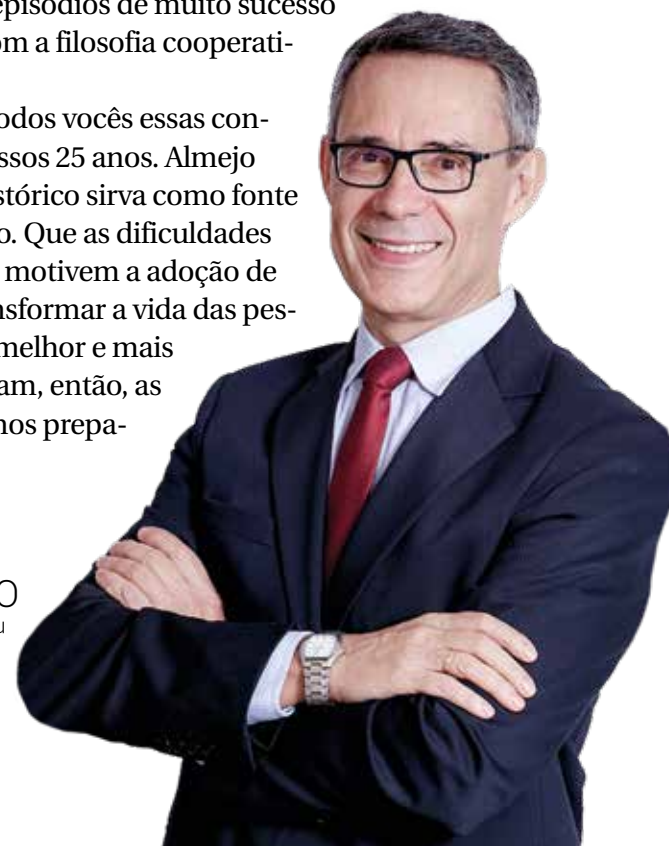 episódios de muito sucesso
om a filosofia cooperati-
odos vocês essas con-
ossos 25 anos. Almejo
stórico sirva como fonte
o. Que as dificuldades
motivem a adoção de
nsformar a vida das pes-
melhor e mais
am, então, as
nos prepa-
O
u